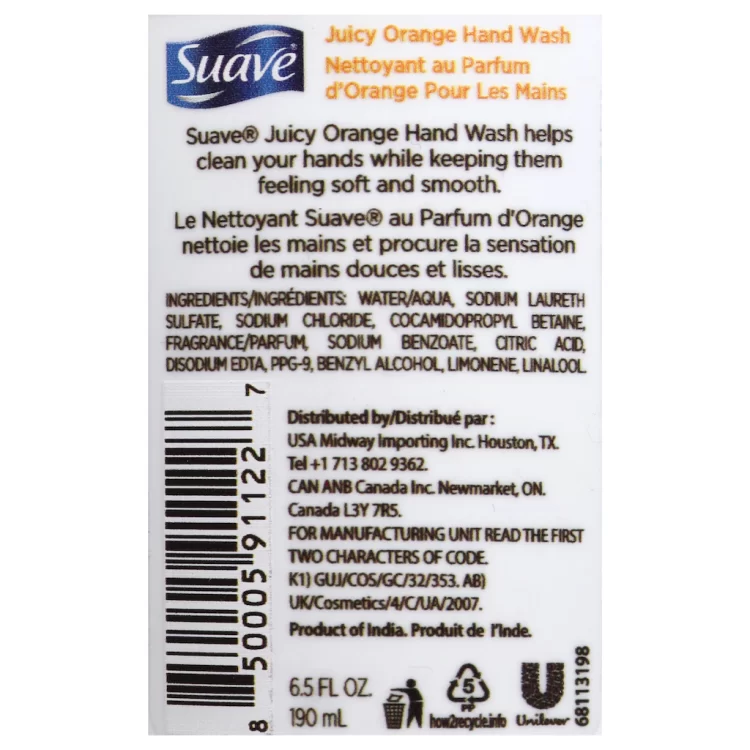 Suave®
Juicy Orange Hand Wash
Nettoyant au Parfum
d'Orange Pour Les Mains
Suave® Juicy Orange Hand Wash helps
clean your hands while keeping them
feeling soft and smooth.
Le Nettoyant Suave® au Parfum d'Orange
nettoie les mains et procure la sensation
de mains douces et lisses.
INGREDIENTS/INGRÉDIENTS: WATER/AQUA, SODIUM LAURETH
SULFATE, SODIUM CHLORIDE, COCAMIDOPROPYL BETAINE,
FRAGRANCE/PARFUM, SODIUM BENZOATE, CITRIC ACID,
DISODIUM EDTA, PPG-9, BENZYL ALCOHOL, LIMONENE, LINALOOL.
8 50005 91122 7
Distributed by/Distribué par :
USA Midway Importing Inc. Houston, TX.
Tel +1 713 802 9362.
CAN ANB Canada Inc. Newmarket, ON.
Canada L3Y 7R5.
FOR MANUFACTURING UNIT READ THE FIRST
TWO CHARACTERS OF CODE.
K1) GUJ/COS/GC/32/353. AB)
UK/Cosmetics/4/C/UA/2007.
Product of India. Produit de l'Inde.
6.5 FL OZ.
190 mL
5
PP
how2recycle.info
Unilever
68113198